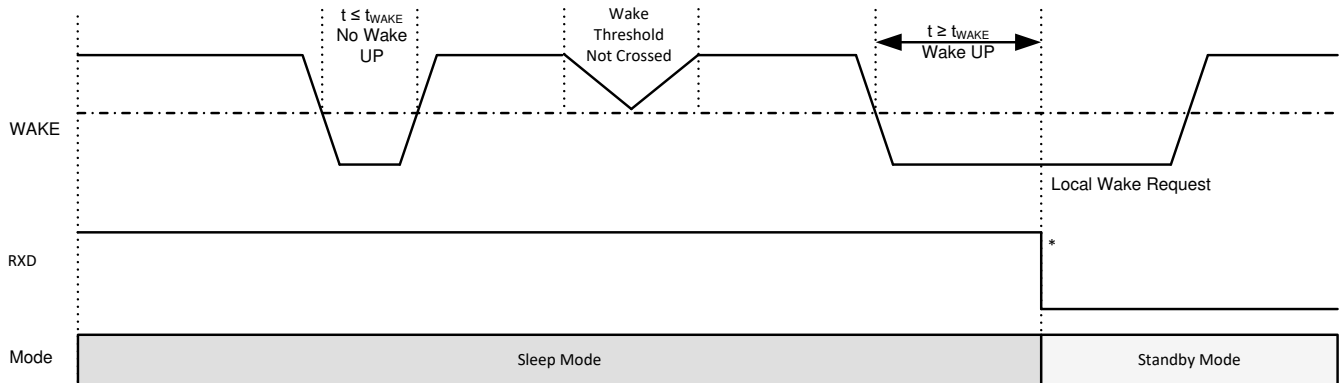 t ≤ tWAKE
No Wake
UP
Wake
Threshold
Not Crossed
t ≥ tWAKE
Wake UP
WAKE
Local Wake Request
RXD
*
Mode
Sleep Mode
Standby Mode